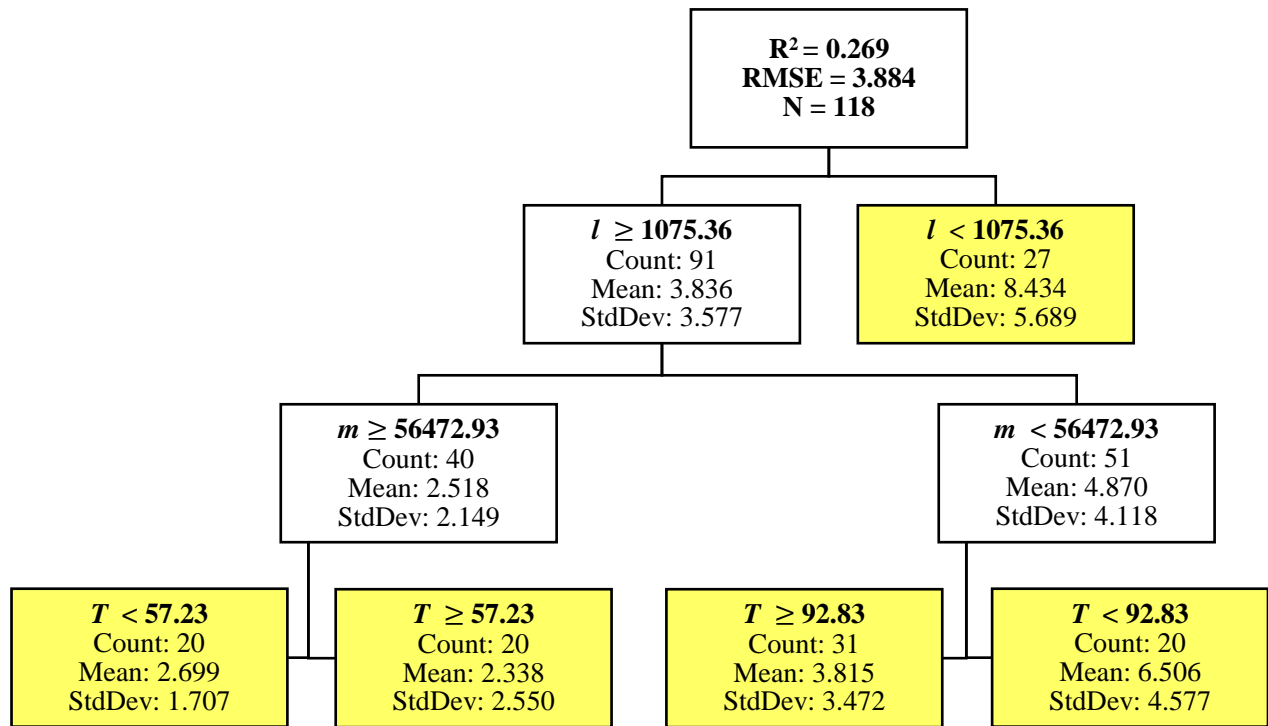 R² = 0.269
RMSE = 3.884
N = 118
l ≥ 1075.36
Count: 91
Mean: 3.836
StdDev: 3.577
l < 1075.36
Count: 27
Mean: 8.434
StdDev: 5.689
m ≥ 56472.93
Count: 40
Mean: 2.518
StdDev: 2.149
m < 56472.93
Count: 51
Mean: 4.870
StdDev: 4.118
T < 57.23
Count: 20
Mean: 2.699
StdDev: 1.707
T ≥ 57.23
Count: 20
Mean: 2.338
StdDev: 2.550
T ≥ 92.83
Count: 31
Mean: 3.815
StdDev: 3.472
T < 92.83
Count: 20
Mean: 6.506
StdDev: 4.577